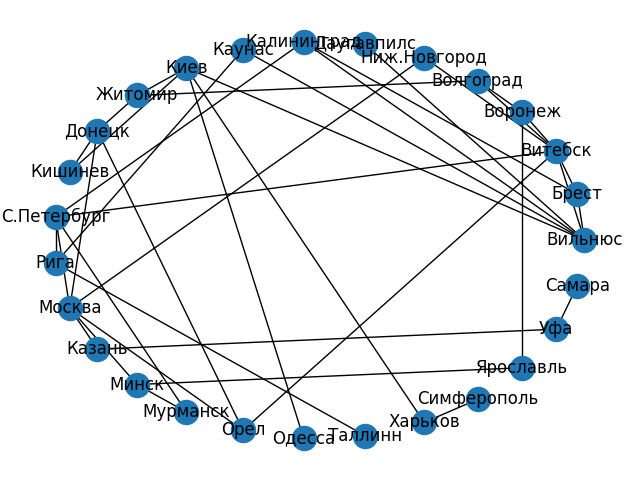 Калининград
Даугавпилс
Каунас
Ниж.Новгород
Киев
Волгоград
Житомир
Воронеж
Донецк
Витебск
Кишинев
Брест
С.Петербург
Вильнюс
Рига
Самара
Москва
Уфа
Казань
Ярославль
Минск
Симферополь
Мурманск
Харьков
Орел
Таллинн
Одесса